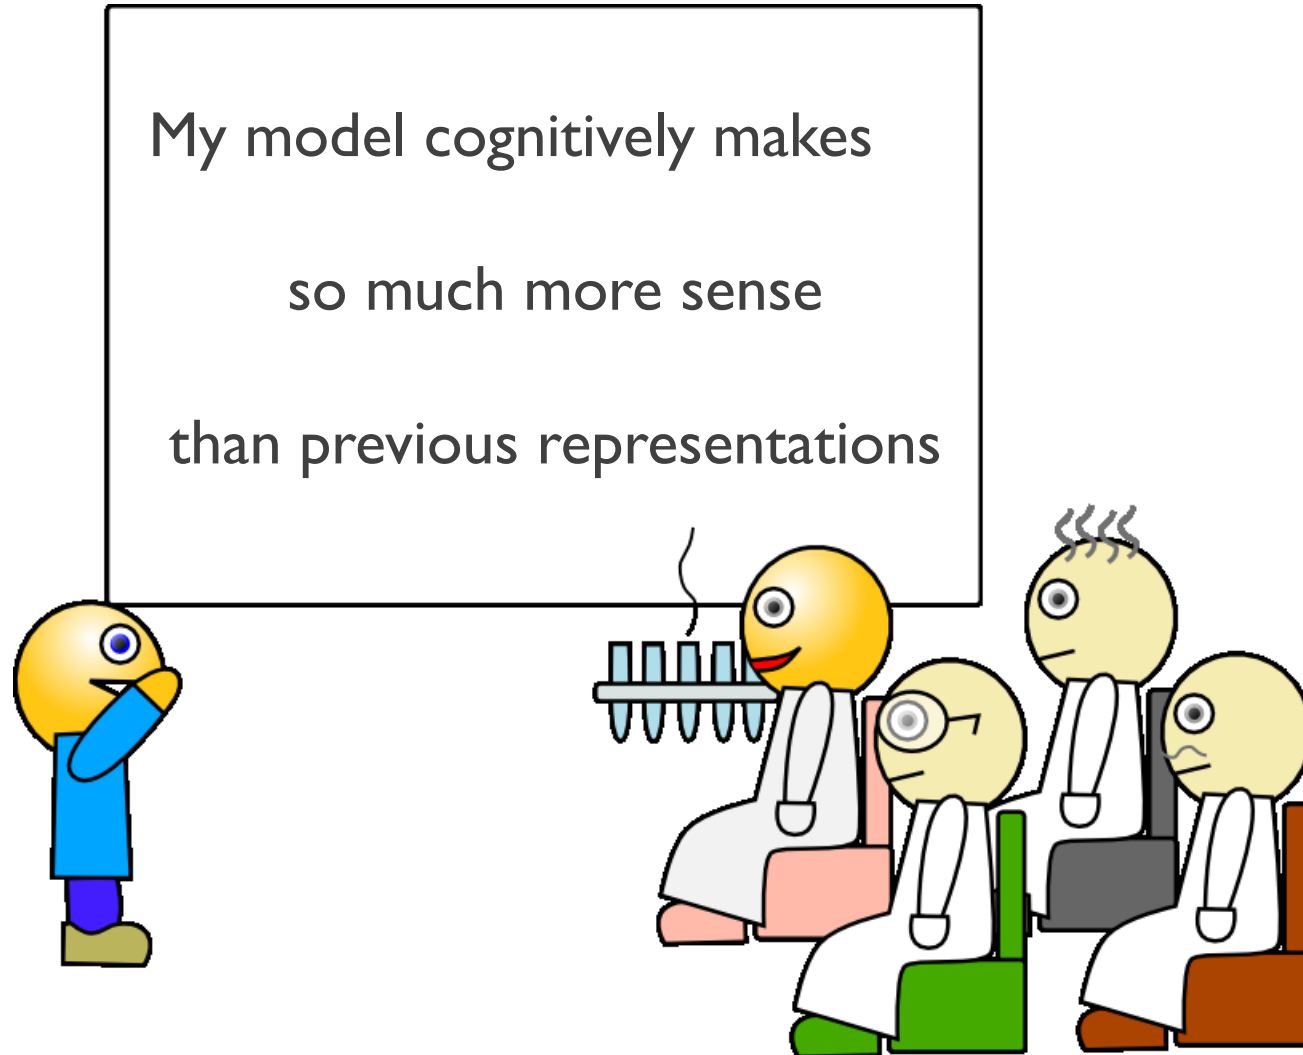 My model cognitively makes
so much more sense
than previous representations